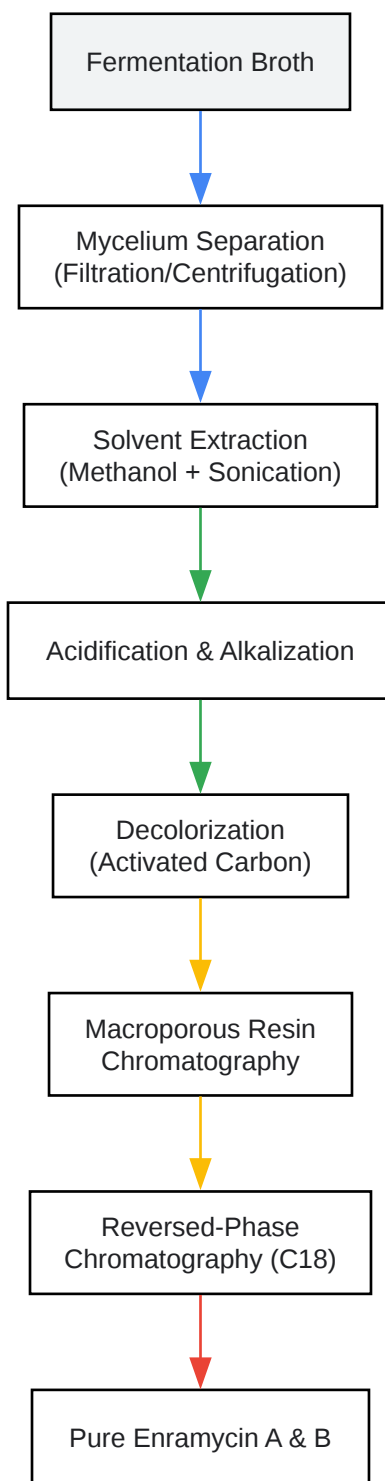 Fermentation Broth
Mycelium Separation
(Filtration/Centrifugation)
Solvent Extraction
(Methanol + Sonication)
Acidification & Alkalization
Decolorization
(Activated Carbon)
Macroporous Resin
Chromatography
Reversed-Phase
Chromatography (C18)
Pure Enramycin A & B